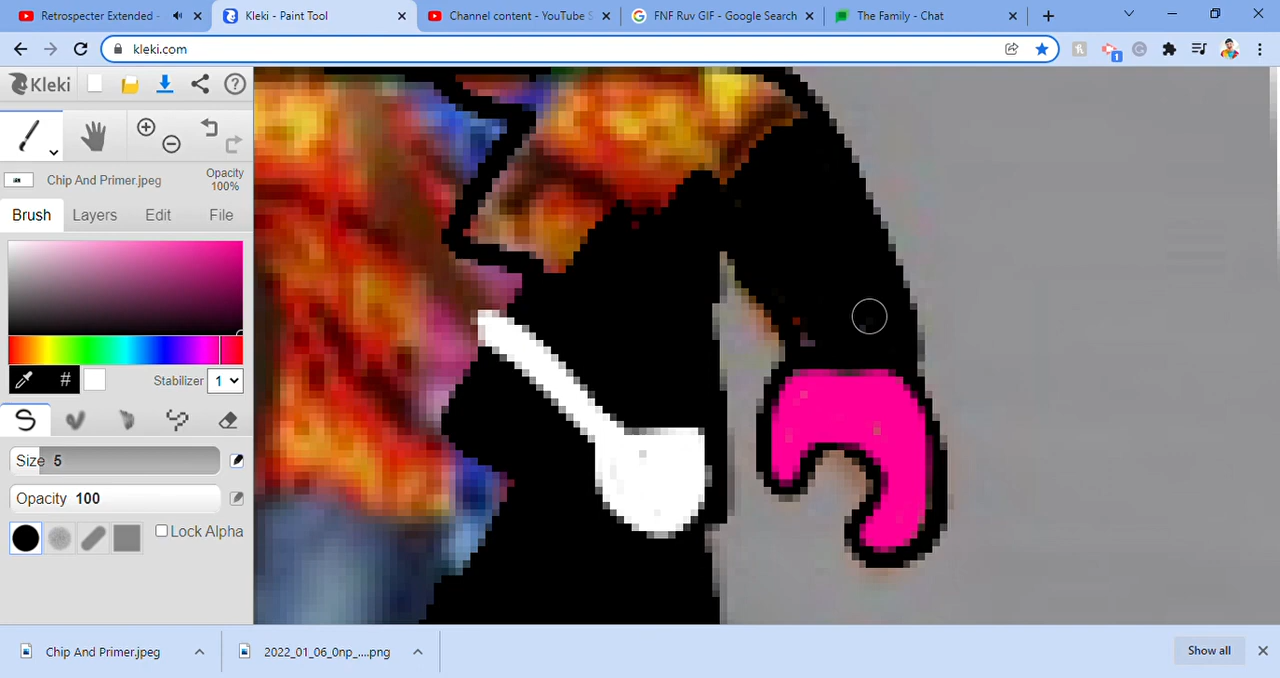 Retrospecter Extended -
Kleki - Paint Tool
Channel content - YouTube S
FNF Ruv GIF - Google Search
The Family - Chat
kleki.com
1
Kleki
Chip And Primer.jpeg
Opacity
100%
Brush
Layers
Edit
File
#
Stabilizer
1
Size 5
Opacity 100
Lock Alpha
Chip And Primer.jpeg
2022_01_06_0np_....png
Show all